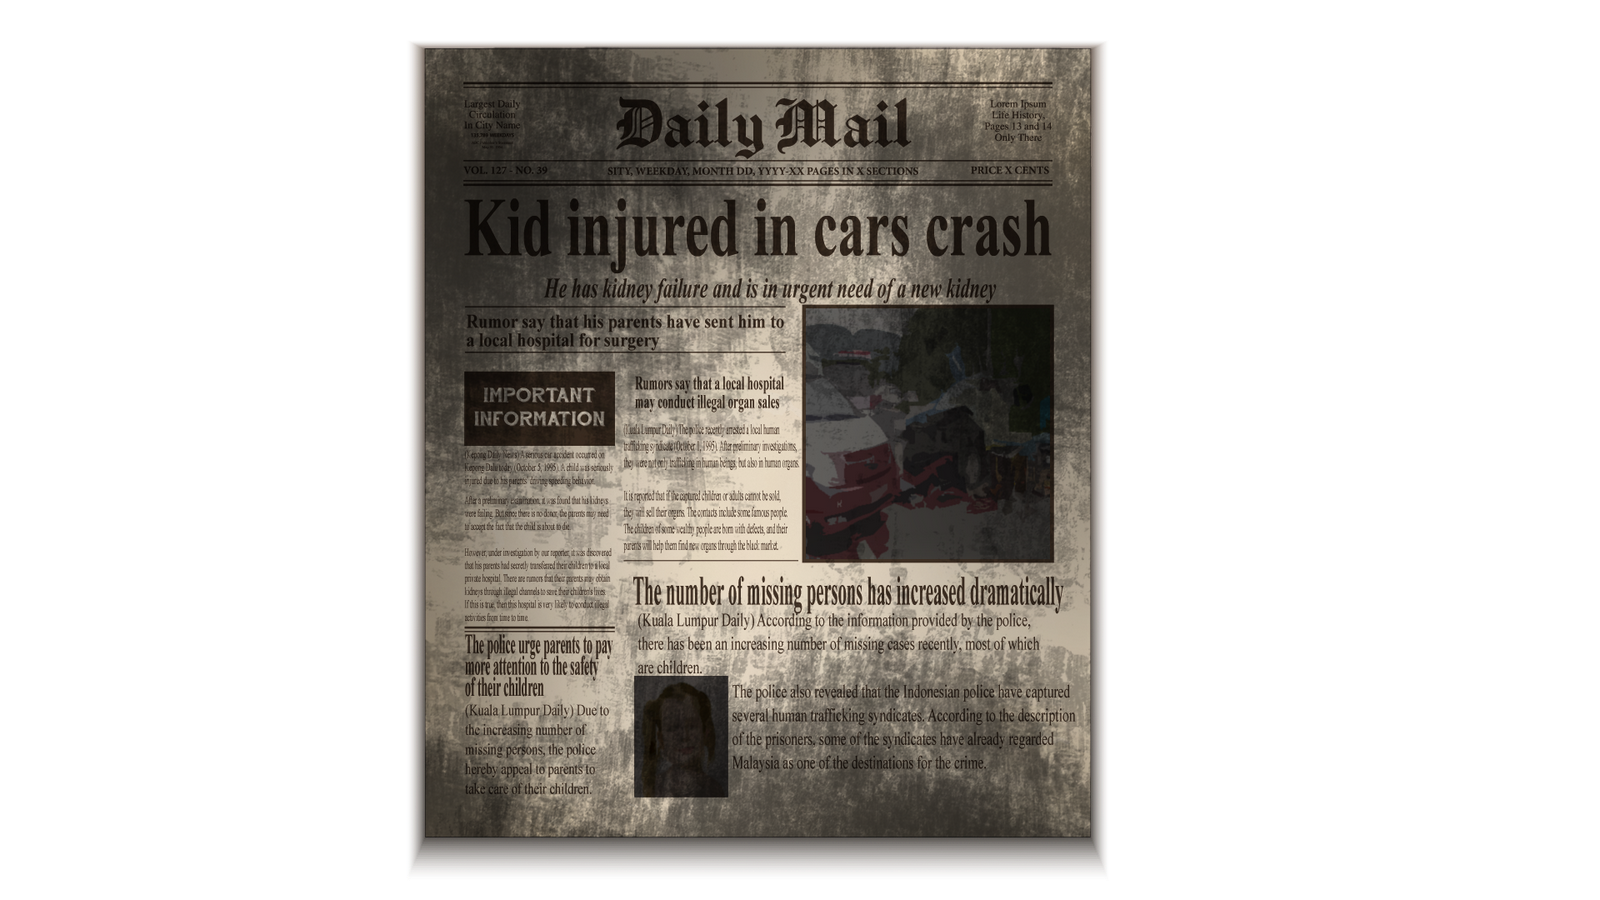 Largest Daily
Circulation
In City Name
Daily Mail
Lorem Ipsum
Life History,
Pages 13 and 14
Only There
VOL. 127 - NO. 39
SITY, WEEKDAY, MONTH DD, YYYY-XX PAGES IN X SECTIONS
PRICE X CENTS
Kid injured in cars crash
He has kidney failure and is in urgent need of a new kidney
Rumor say that his parents have sent him to
a local hospital for surgery
IMPORTANT
INFORMATION
(Kepong Daily News) A serious car accident occurred on
Kepong Dalu today (October 5, 1995). A child was seriously
injured due to his parents' driving speeding behavior.
After a preliminary examination, it was found that his kidneys
were failing. But since there is no donor, the parents may need
to accept the fact that the child is about to die.
However, under investigation by our reporter, it was discovered
that his parents had secretly transferred their children to a local
private hospital. There are rumors that their parents may obtain
kidneys through illegal channels to save their children's lives
If this is true, then this hospital is very likely to conduct illegal
activities from time to time.
The police urge parents to pay
more attention to the safety
of their children
(Kuala Lumpur Daily) Due to
the increasing number of
missing persons, the police
hereby appeal to parents to
take care of their children.
Rumors say that a local hospital
may conduct illegal organ sales
(Kuala Lumpur Daily) The police recently arrested a local human
trafficking syndicate (October 1, 1995). After preliminary investigations,
they were not only trafficking in human beings, but also in human organs.
It is reported that if the captured children or adults cannot be sold,
they will sell their organs. The contacts include some famous people.
The children of some wealthy people are born with defects, and their
parents will help them find new organs through the black market.
The number of missing persons has increased dramatically
(Kuala Lumpur Daily) According to the information provided by the police,
there has been an increasing number of missing cases recently, most of which
are children.
The police also revealed that the Indonesian police have captured
several human trafficking syndicates. According to the description
of the prisoners, some of the syndicates have already regarded
Malaysia as one of the destinations for the crime.